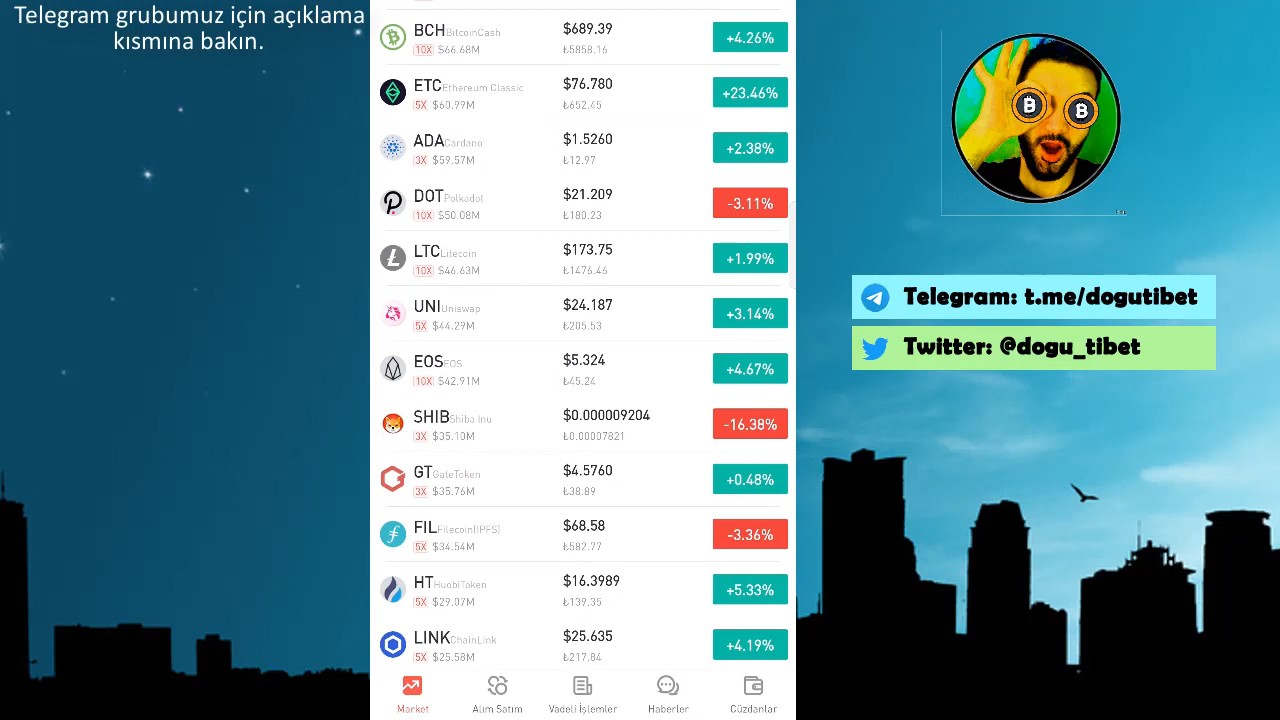 Telegram grubumuz için açıklama
kısmına bakın.
BCH BitcoinCash $689.39 +4.26%
10X $66.68M ₺5858.16
ETC Ethereum Classic $76.780 +23.46%
5X $60.99M ₺652.45
ADA Cardano $1.5260 +2.38%
3X $59.57M ₺12.97
DOT Polkadot $21.209 -3.11%
10X $50.08M ₺180.23
LTC Litecoin $173.75 +1.99%
10X $46.63M ₺1476.46
UNI Uniswap $24.187 +3.14%
5X $44.29M ₺205.53
EOS EOS $5.324 +4.67%
10X $42.91M ₺45.24
SHIB Shiba Inu $0.000009204 -16.38%
3X $35.10M ₺0.00007821
GT GateToken $4.5760 +0.48%
3X $35.76M ₺38.89
FIL Filecoin(IPFS) $68.58 -3.36%
5X $34.54M ₺582.77
HT HuobiToken $16.3989 +5.33%
5X $29.07M ₺139.35
LINK ChainLink $25.635 +4.19%
5X $25.58M ₺217.84
Market Alım Satım Vadeli İşlemler Haberler Cüzdanlar
Telegram: t.me/dogutibet
Twitter: @dogu_tibet